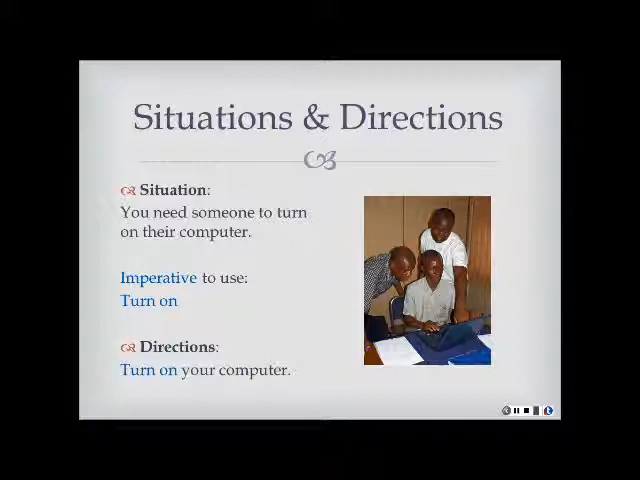 Situations & Directions
Situation:
You need someone to turn
on their computer.
Imperative to use:
Turn on
Directions:
Turn on your computer.